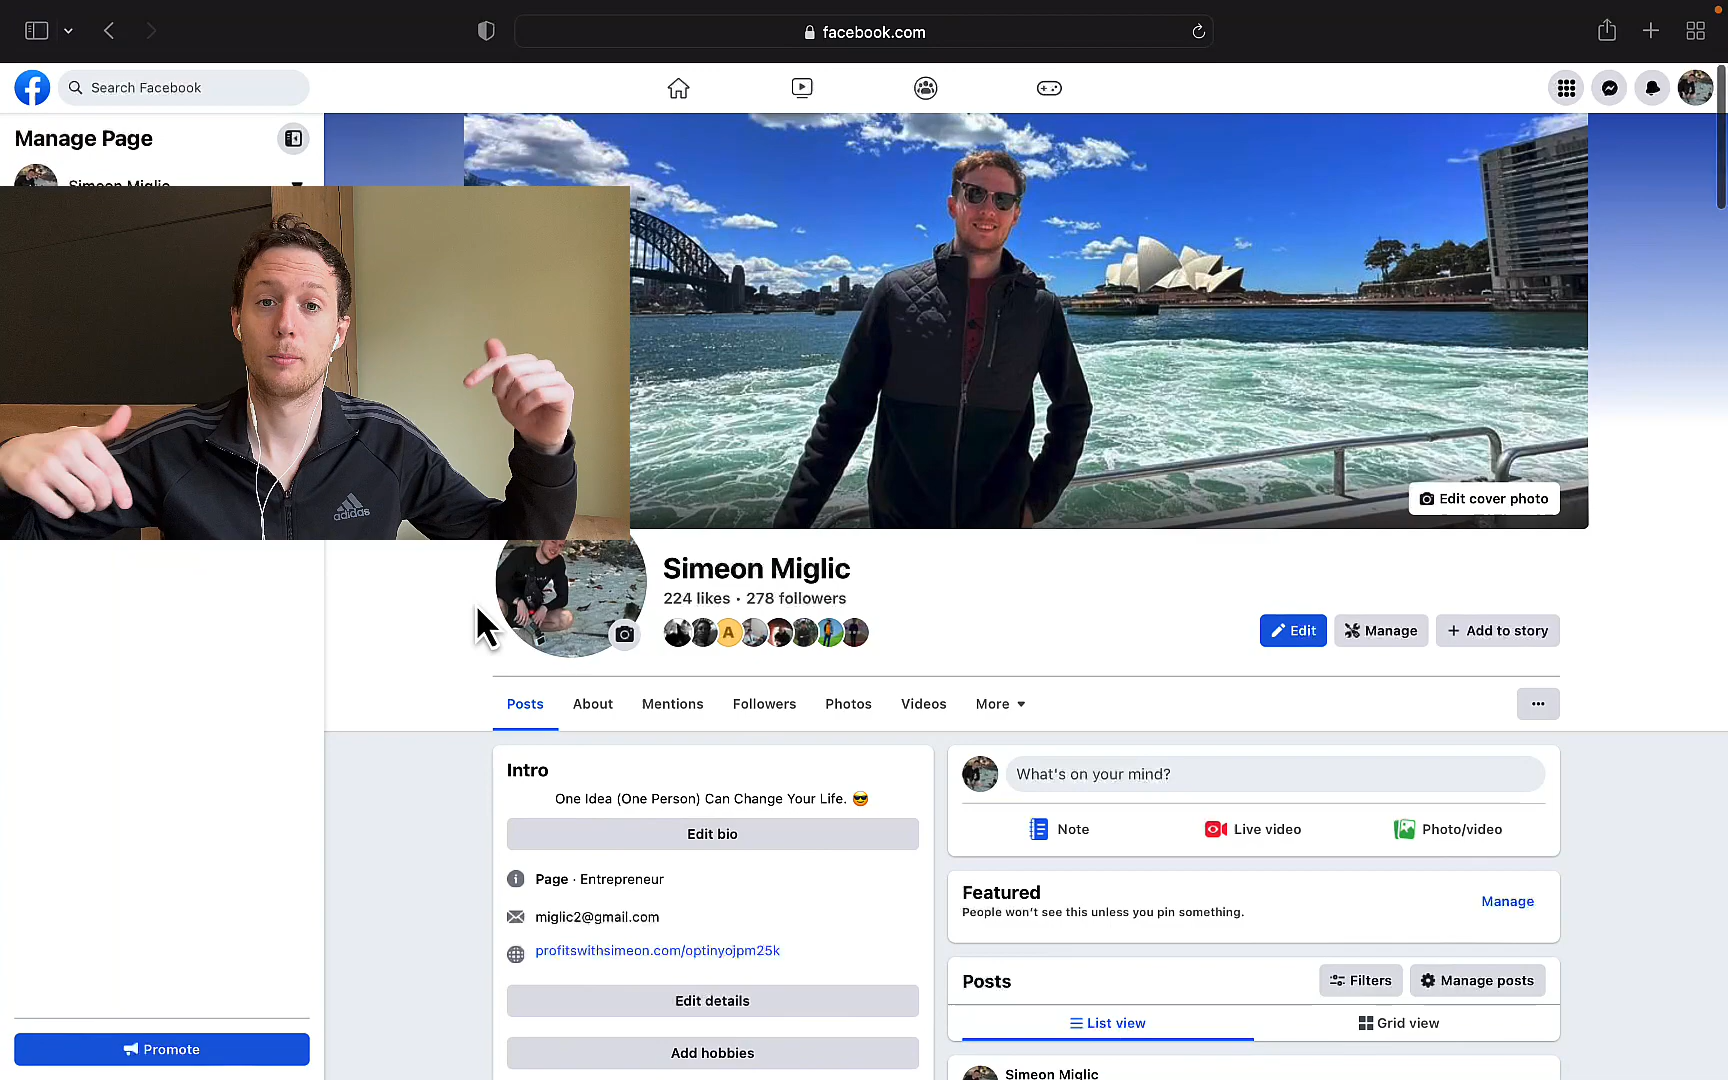 facebook.com
Search Facebook
Manage Page
Simeon Miglic
adidas
Edit cover photo
Simeon Miglic
224 likes • 278 followers
A
Edit
Manage
+ Add to story
Posts
About
Mentions
Followers
Photos
Videos
More
Intro
One Idea (One Person) Can Change Your Life. 😎
Edit bio
Page · Entrepreneur
miglic2@gmail.com
profitswithsimeon.com/optinyojpm25k
Edit details
Add hobbies
What's on your mind?
Note
Live video
Photo/video
Featured
Manage
People won't see this unless you pin something.
Posts
Filters
Manage posts
List view
Grid view
Simeon Miglic
Promote